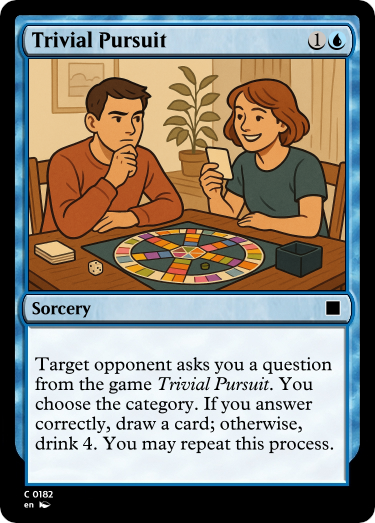 Trivial Pursuit 1
Sorcery
Target opponent asks you a question
from the game Trivial Pursuit. You
choose the category. If you answer
correctly, draw a card; otherwise,
drink 4. You may repeat this process.
C 0182
en